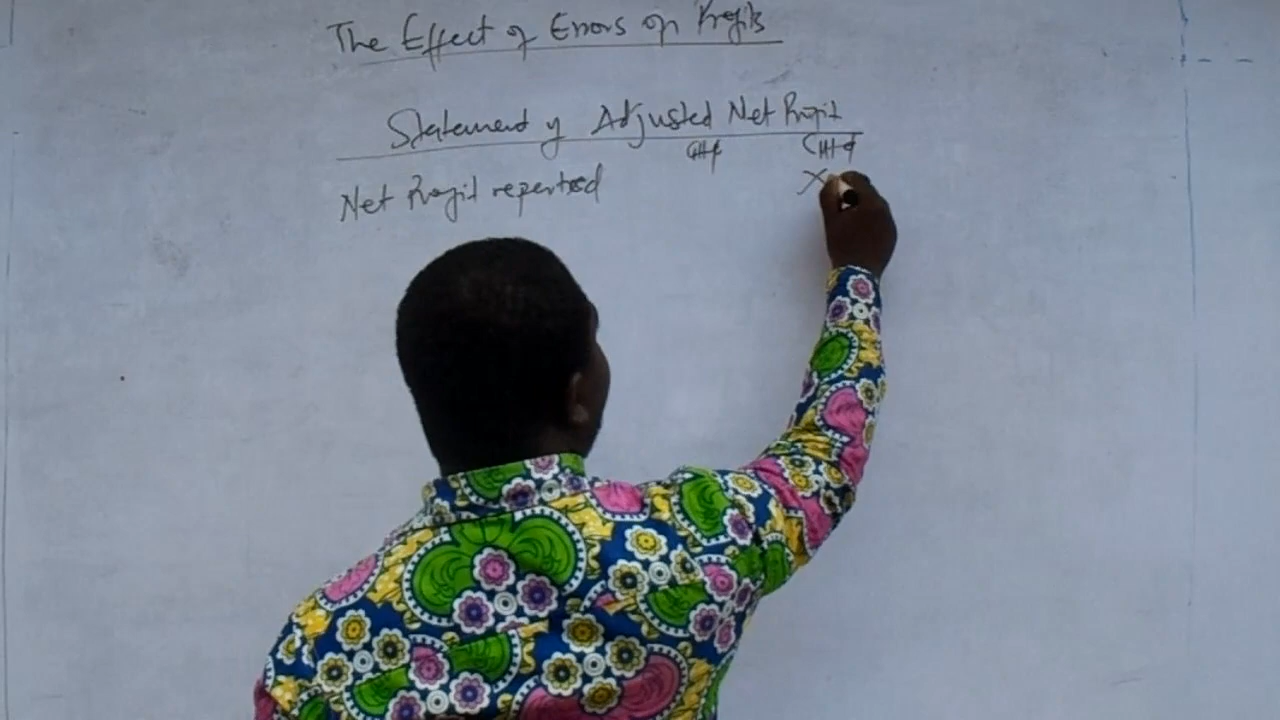 The Effect of Errors on Profits
Statement of Adjusted Net Profit
GH¢ GH¢
Net Profit reported X